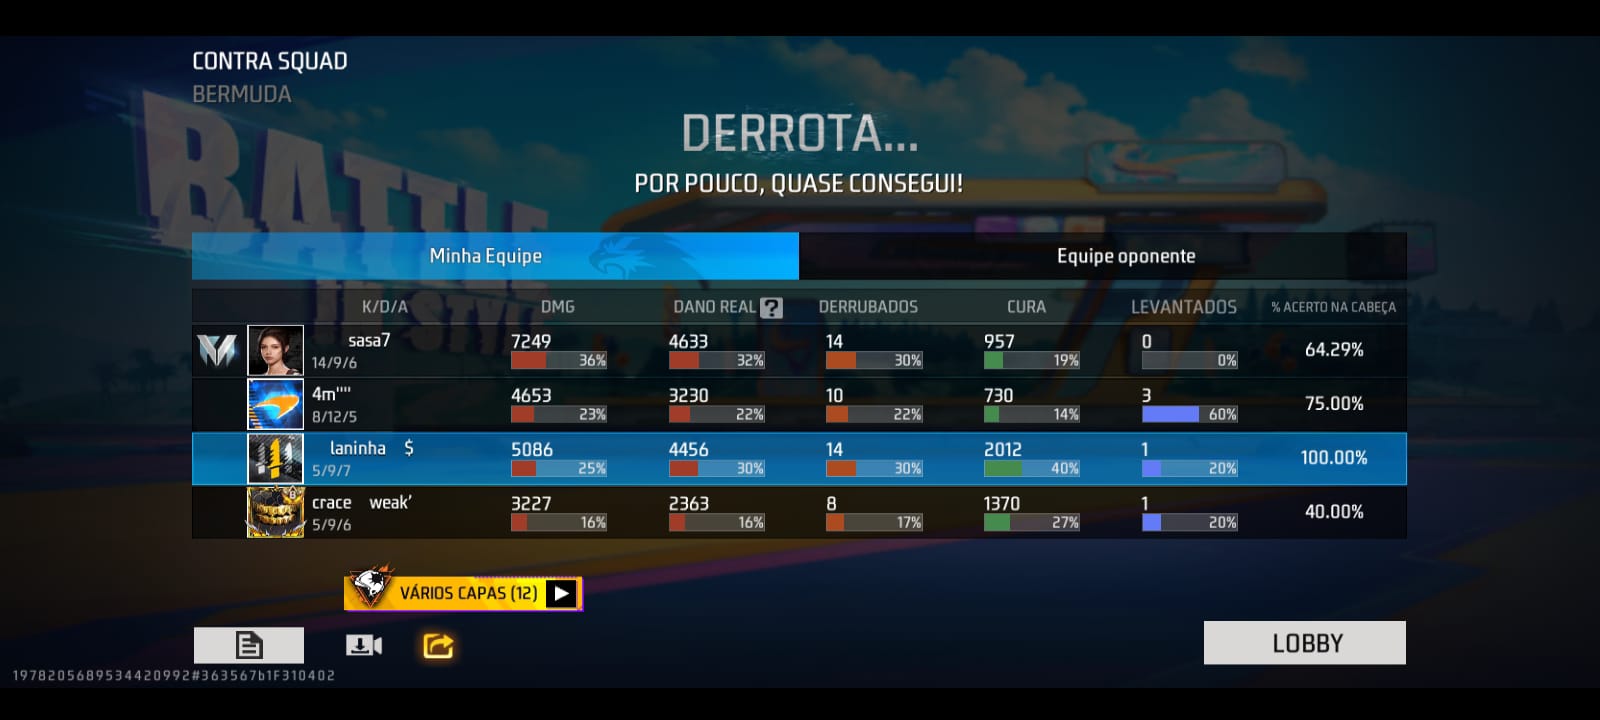 CONTRA SQUAD
BERMUDA
BATTLE
IN STYLE
DERROTA...
POR POUCO, QUASE CONSEGUI!
Minha Equipe Equipe oponente
K/D/A DMG DANO REAL ? DERRUBADOS CURA LEVANTADOS % ACERTO NA CABEÇA
sasa7 7249 4633 14 957 0 64.29%
14/9/6 36% 32% 30% 19% 0%
4m'''' 4653 3230 10 730 3 75.00%
8/12/5 23% 22% 22% 14% 60%
laninha $ 5086 4456 14 2012 1 100.00%
5/9/7 25% 30% 30% 40% 20%
crace weak' 3227 2363 8 1370 1 40.00%
5/9/6 16% 16% 17% 27% 20%
VÁRIOS CAPAS (12)
LOBBY
1978205689534420992#363567b1F310402